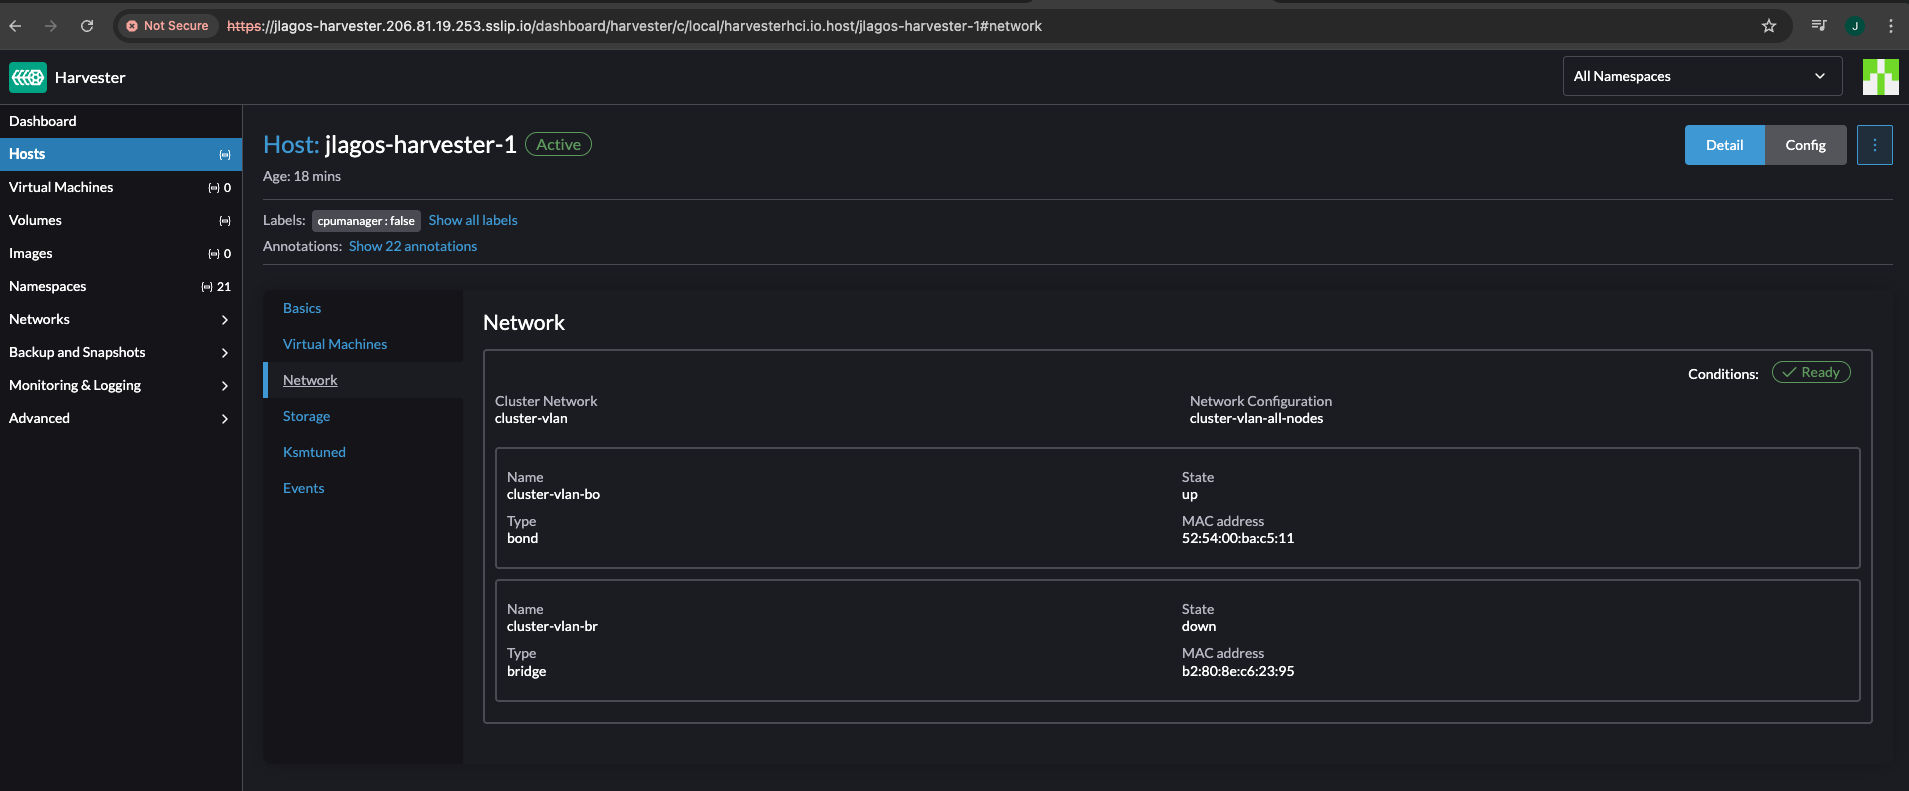 Not Secure https://jlagos-harvester.206.81.19.253.sslip.io/dashboard/harvester/c/local/harvesterhci.io.host/jlagos-harvester-1#network J
Harvester
All Namespaces
Dashboard
Hosts
Virtual Machines 0
Volumes
Images 0
Namespaces 21
Networks
Backup and Snapshots
Monitoring & Logging
Advanced
Host: jlagos-harvester-1 Active
Detail Config
Age: 18 mins
Labels: cpumanager : false Show all labels
Annotations: Show 22 annotations
Basics
Virtual Machines
Network
Storage
Ksmtuned
Events
Network
Conditions: Ready
Cluster Network Network Configuration
cluster-vlan cluster-vlan-all-nodes
Name State
cluster-vlan-bo up
Type MAC address
bond 52:54:00:ba:c5:11
Name State
cluster-vlan-br down
Type MAC address
bridge b2:80:8e:c6:23:95